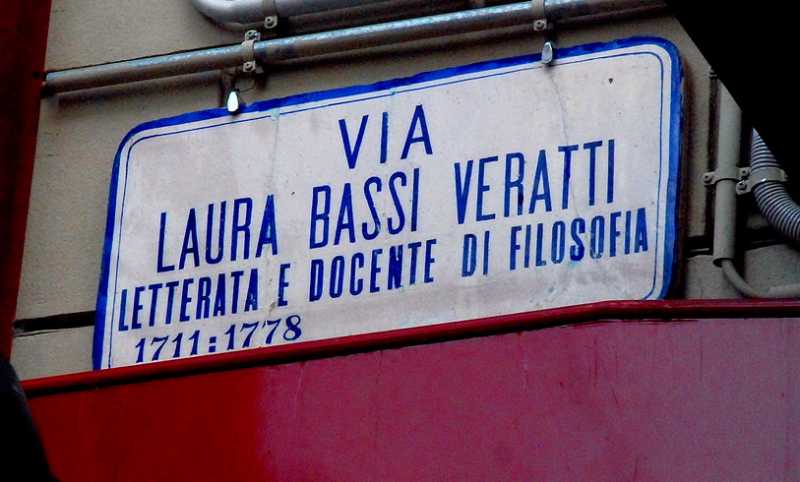 VIA
LAURA BASSI VERATTI
LETTERATA E DOCENTE DI FILOSOFIA
1711:1778